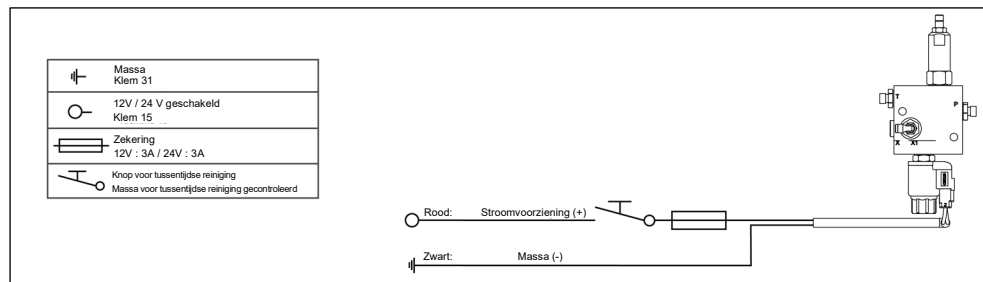 Massa
Klem 31
12V / 24 V geschakeld
Klem 15
Zekering
12V : 3A / 24V : 3A
Knop voor tussentijdse reiniging
Massa voor tussentijdse reiniging gecontroleerd
T
P
X X1
Rood: Stroomvoorziening (+)
Zwart: Massa (-)